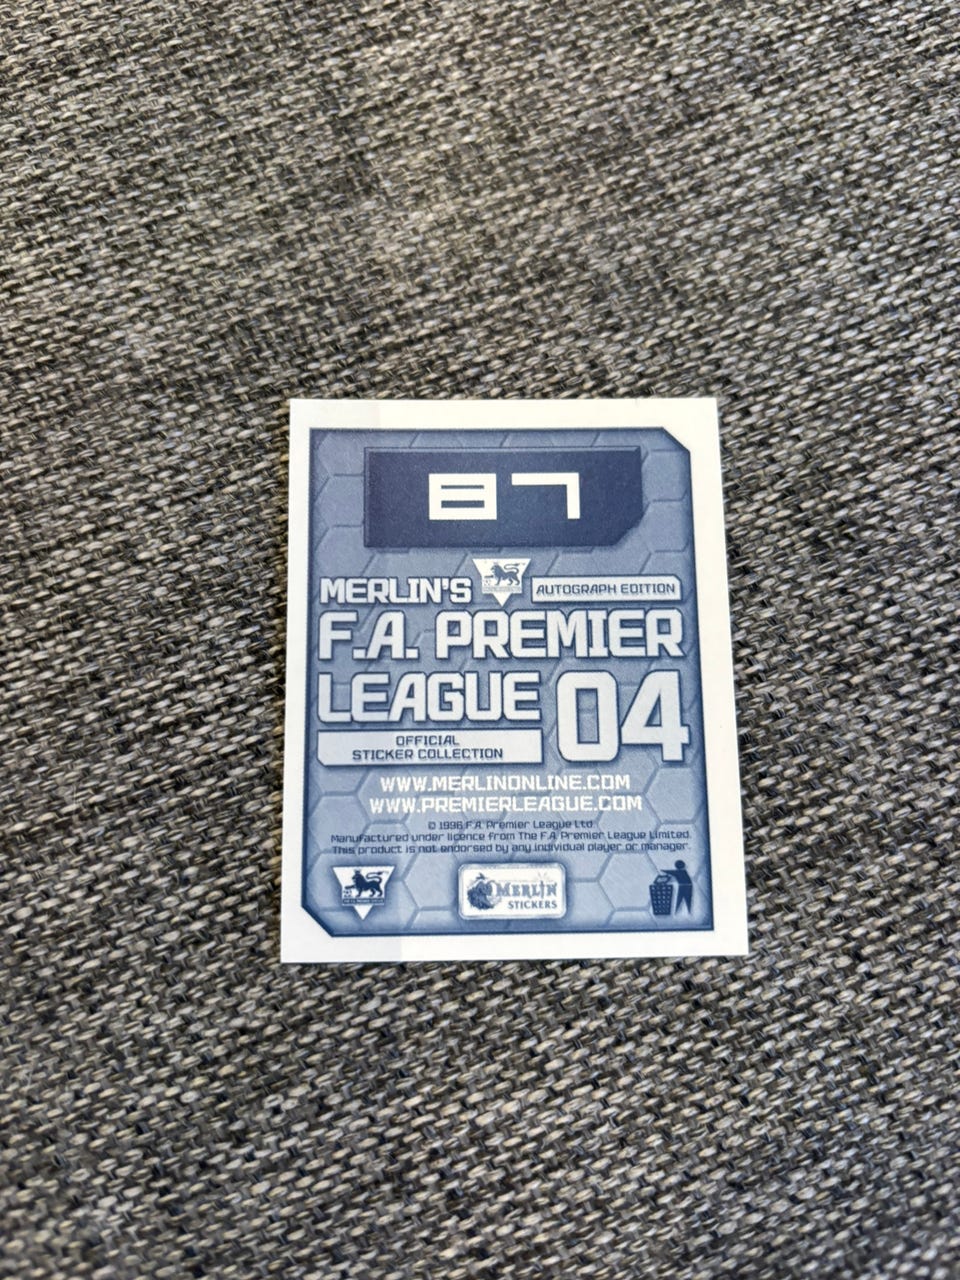 87
MERLIN'S AUTOGRAPH EDITION
F.A. PREMIER
LEAGUE 04
OFFICIAL
STICKER COLLECTION
WWW.MERLINONLINE.COM
WWW.PREMIERLEAGUE.COM
© 1996 F.A. Premier League Ltd.
Manufactured under licence from The F.A. Premier League Limited.
This product is not endorsed by any individual player or manager.
MERLIN
STICKERS